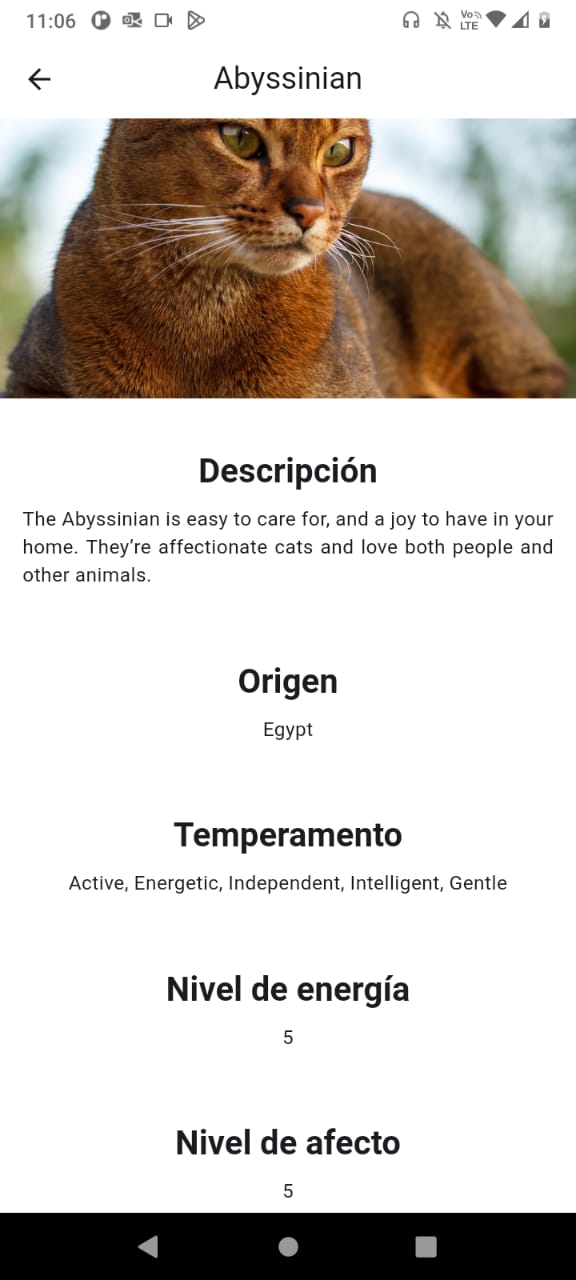 11:06
Vo))
LTE
Abyssinian
Descripción
The Abyssinian is easy to care for, and a joy to have in your
home. They’re affectionate cats and love both people and
other animals.
Origen
Egypt
Temperamento
Active, Energetic, Independent, Intelligent, Gentle
Nivel de energía
5
Nivel de afecto
5